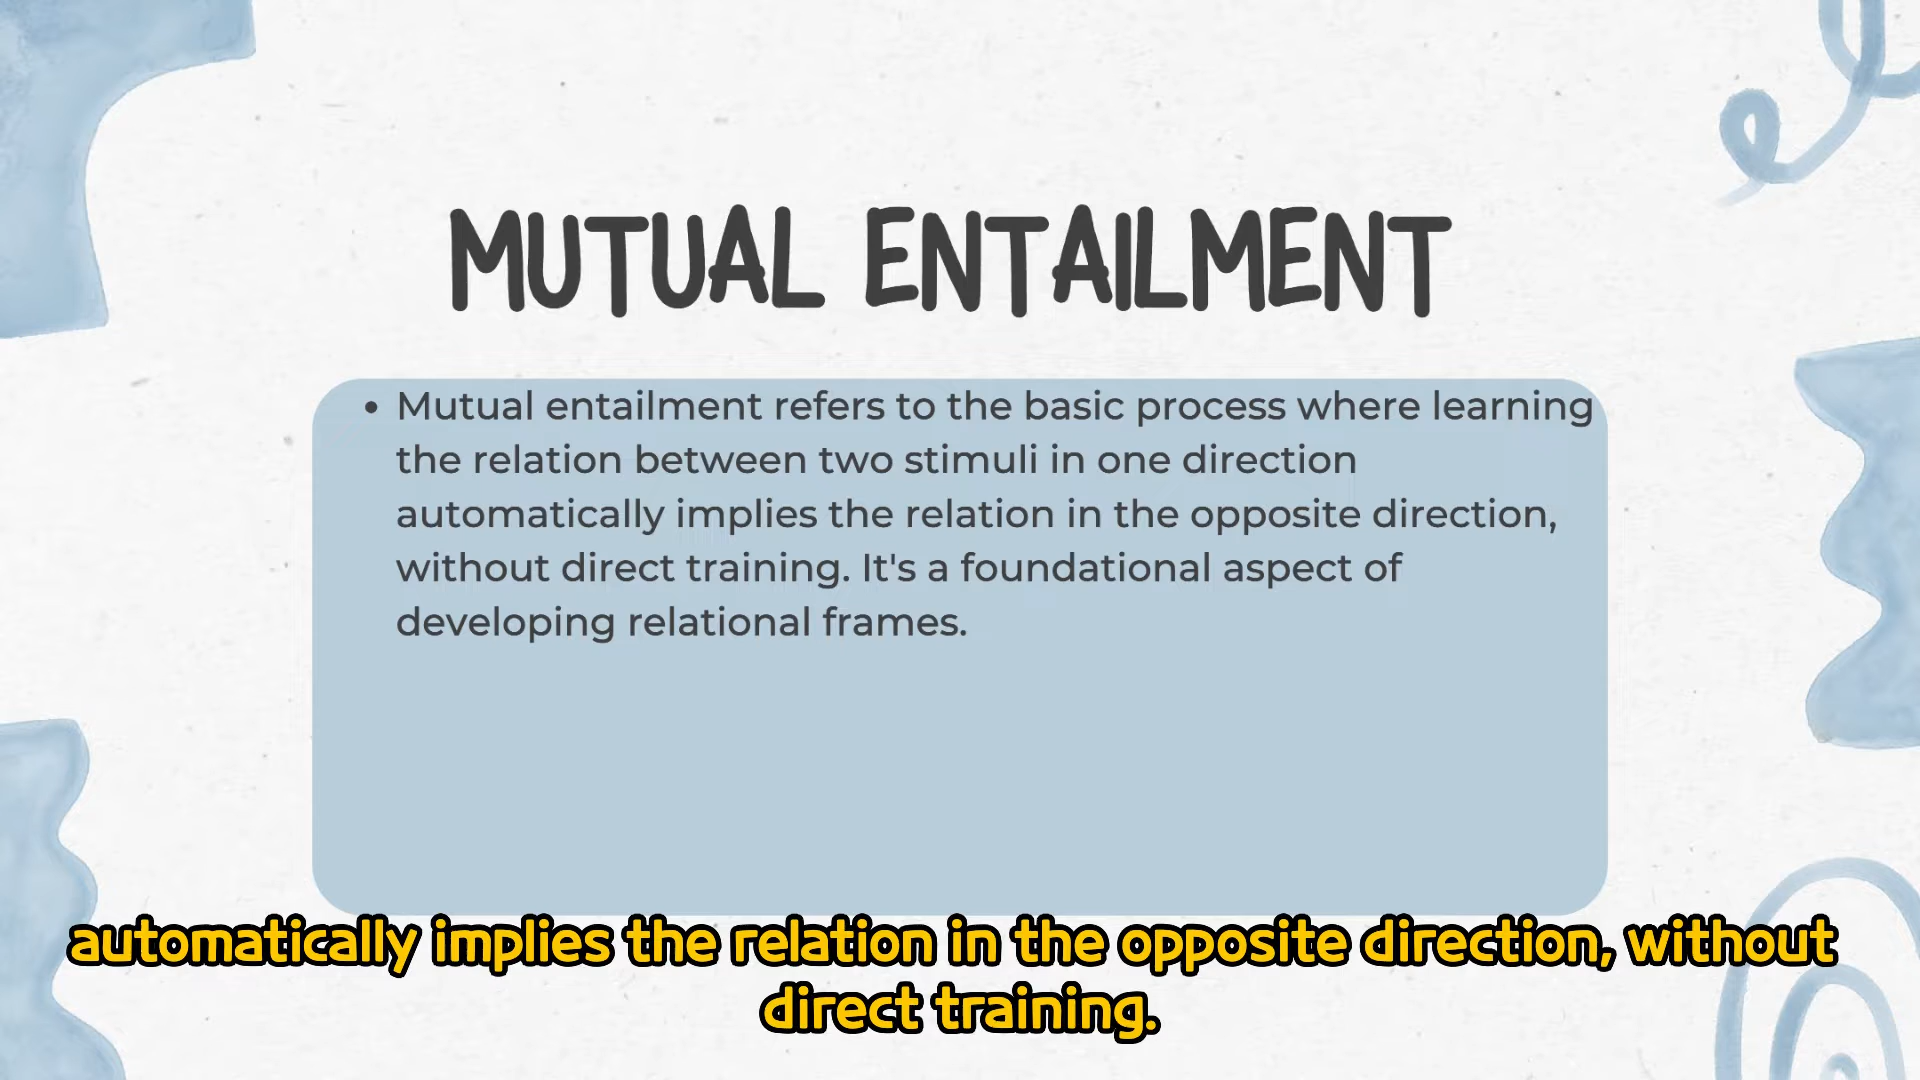 MUTUAL ENTAILMENT
• Mutual entailment refers to the basic process where learning
the relation between two stimuli in one direction
automatically implies the relation in the opposite direction,
without direct training. It's a foundational aspect of
developing relational frames.
automatically implies the relation in the opposite direction, without
direct training.